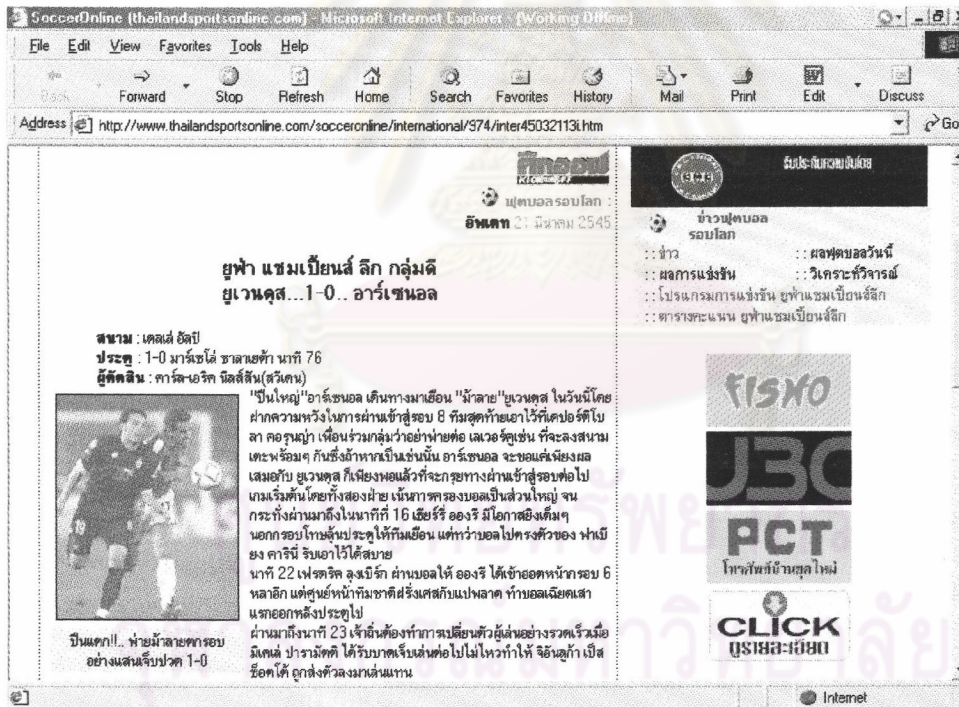 SoccerOnline (thailandsportsonline.com) - Microsoft Internet Explorer - [Working Offline]
File Edit View Favorites Tools Help
Back Forward Stop Refresh Home Search Favorites History Mail Print Edit Discuss
Address http://www.thailandsportsonline.com/socceronline/international/974/inter45032113i.htm Go
คิกออฟ
ฟุตบอลรอบโลก :
อัพเดท 21 มีนาคม 2545
ยูฟ่า แชมเปี้ยนส์ ลีก กลุ่มดี
ยูเวนตุส...1-0.. อาร์เซนอล
สนาม : เดลเล่ อัลปิ
ประตู : 1-0 มาร์เซโล่ ซาลาเยต้า นาที 76
ผู้ตัดสิน : คาร์ล-เอริค นิลส์สัน(สวีเดน)
"ปืนใหญ่"อาร์เซนอล เดินทางมาเยือน "ม้าลาย"ยูเวนตุส ในวันนี้โดย
ฝากความหวังในการผ่านเข้าสู่รอบ 8 ทีมสุดท้ายเอาไว้ที่เดปอร์ติโบ
ลา คอรุนญ่า เพื่อนร่วมกลุ่มว่าอย่าพ่ายต่อ เลเวอร์คูเซ่น ที่จะลงสนาม
เตะพร้อมๆ กันซึ่งถ้าหากเป็นเช่นนั้น อาร์เซนอล จะขอแค่เพียงผล
เสมอกับ ยูเวนตุส ก็เพียงพอแล้วที่จะกรุยทางผ่านเข้าสู่รอบต่อไป
เกมเริ่มต้นโดยทั้งสองฝ่าย เน้นการครองบอลเป็นส่วนใหญ่ จน
กระทั่งผ่านมาถึงในนาทีที่ 16 เธียร์รี่ อองรี มีโอกาสยิงเต็มๆ
นอกกรอบโทษลุ้นประตูให้ทีมเยือน แต่ทว่าบอลไปตรงตัวของ ฟาเบี
ยง คารินี่ รับเอาไว้ได้สบาย
นาที 22 เฟรดริค ลุงเบิร์ก ผ่านบอลให้ อองรี ได้เข้าฮอตหน้ากรอบ 6
หลาอีก แต่ศูนย์หน้าทีมชาติฝรั่งเศสกับแปพลาด ทำบอลเฉียดเสา
แรกออกหลังประตูไป
ผ่านมาถึงนาที 23 เจ้าถิ่นต้องทำการเปลี่ยนตัวผู้เล่นอย่างรวดเร็วเมื่อ
มิเคเล่ ปารามัตติ ได้รับบาดเจ็บเล่นต่อไปไม่ไหวทำให้ จิอันลูก้า เป็ส
ซ็อตโต้ ถูกส่งตัวลงมาเล่นแทน
ปืนแตก!!.. พ่ายม้าลายตกรอบ
อย่างแสนเจ็บปวด 1-0
รับประกันความมันโดย
ข่าวฟุตบอล
รอบโลก
::ข่าว ::ผลฟุตบอลวันนี้
::ผลการแข่งขัน ::วิเคราะห์วิจารณ์
::โปรแกรมการแข่งขัน ยูฟ่าแชมเปี้ยนส์ลีก
::ตารางคะแนน ยูฟ่าแชมเปี้ยนส์ลีก
PCT
โทรศัพท์บ้านยุคใหม่
CLICK
ดูรายละเอียด
Internet